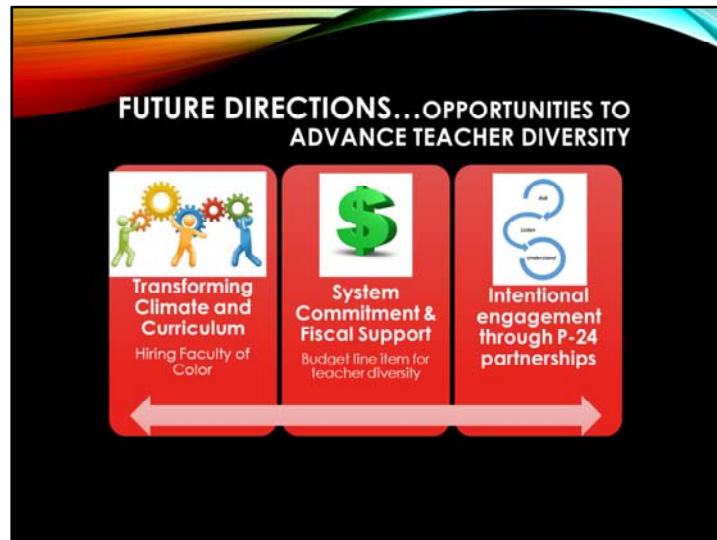 FUTURE DIRECTIONS...OPPORTUNITIES TO
ADVANCE TEACHER DIVERSITY
Transforming
Climate and
Curriculum
Hiring Faculty of
Color
System
Commitment &
Fiscal Support
Budget line item for
teacher diversity
Ask
Listen
Understand
Intentional
engagement
through P-24
partnerships